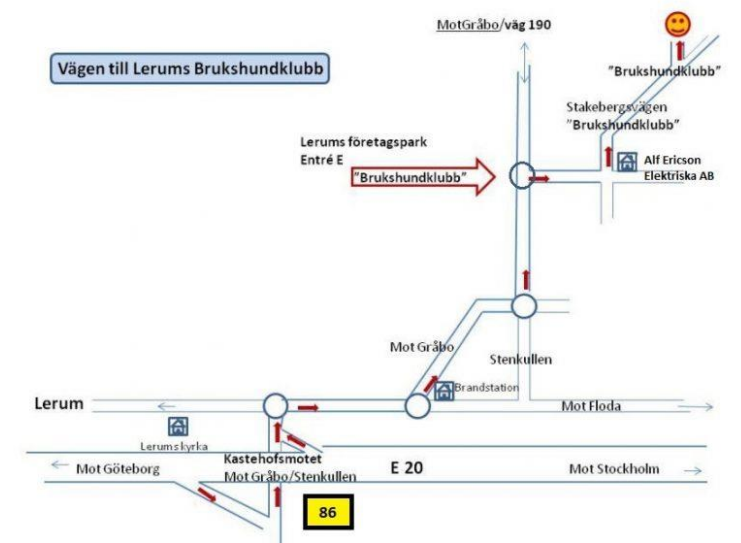 MotGråbo/väg 190
Vägen till Lerums Brukshundklubb
"Brukshundklubb"
Stakebergsvägen
"Brukshundklubb"
Lerums företagspark
Entré E
"Brukshundklubb"
Alf Ericson
Elektriska AB
Mot Gråbo
Stenkullen
Brandstation
Lerum
Mot Floda
Lerums kyrka
Kastehofsmotet
Mot Gråbo/Stenkullen
Mot Göteborg
E 20
Mot Stockholm
86